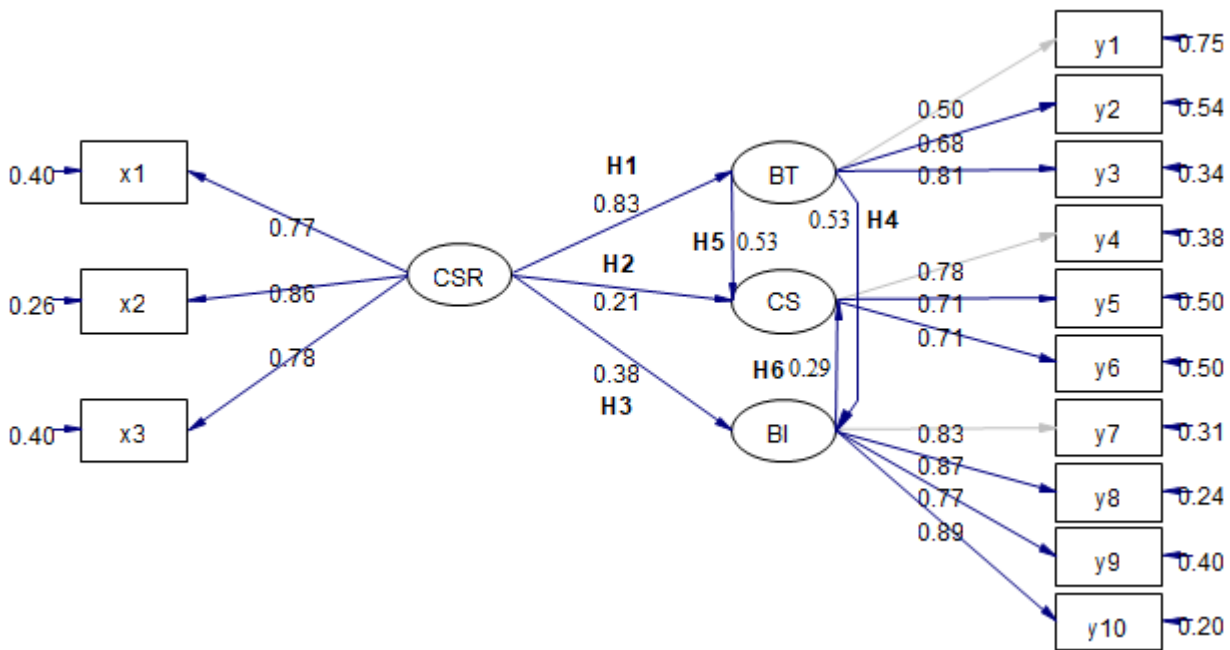 0.40 x1
0.26 x2
0.40 x3
0.77
0.86
0.78
CSR
H1
0.83
H2
0.21
0.38
H3
BT
CS
BI
H5 0.53
0.53 H4
H6 0.29
0.50
0.68
0.81
0.78
0.71
0.71
0.83
0.87
0.77
0.89
y1 0.75
y2 0.54
y3 0.34
y4 0.38
y5 0.50
y6 0.50
y7 0.31
y8 0.24
y9 0.40
y10 0.20